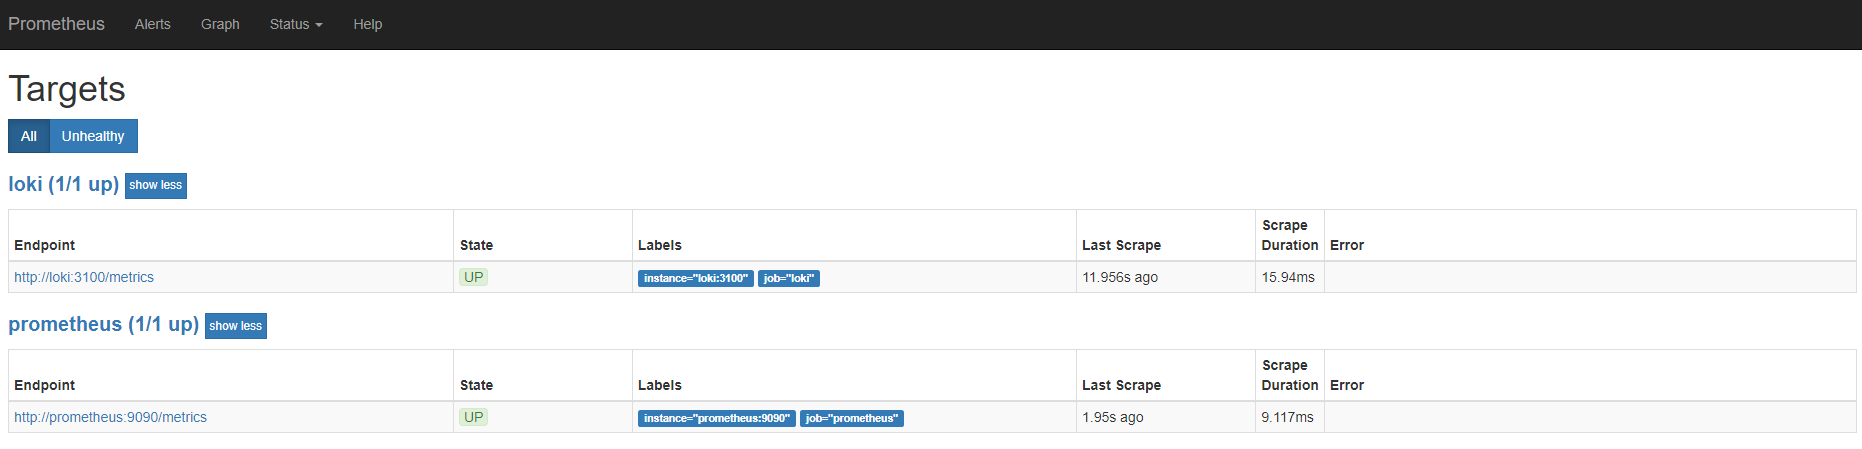 Prometheus Alerts Graph Status Help
Targets
All Unhealthy
loki (1/1 up) show less
Endpoint State Labels Last Scrape Scrape Duration Error
http://loki:3100/metrics UP instance="loki:3100" job="loki" 11.956s ago 15.94ms
prometheus (1/1 up) show less
Endpoint State Labels Last Scrape Scrape Duration Error
http://prometheus:9090/metrics UP instance="prometheus:9090" job="prometheus" 1.95s ago 9.117ms